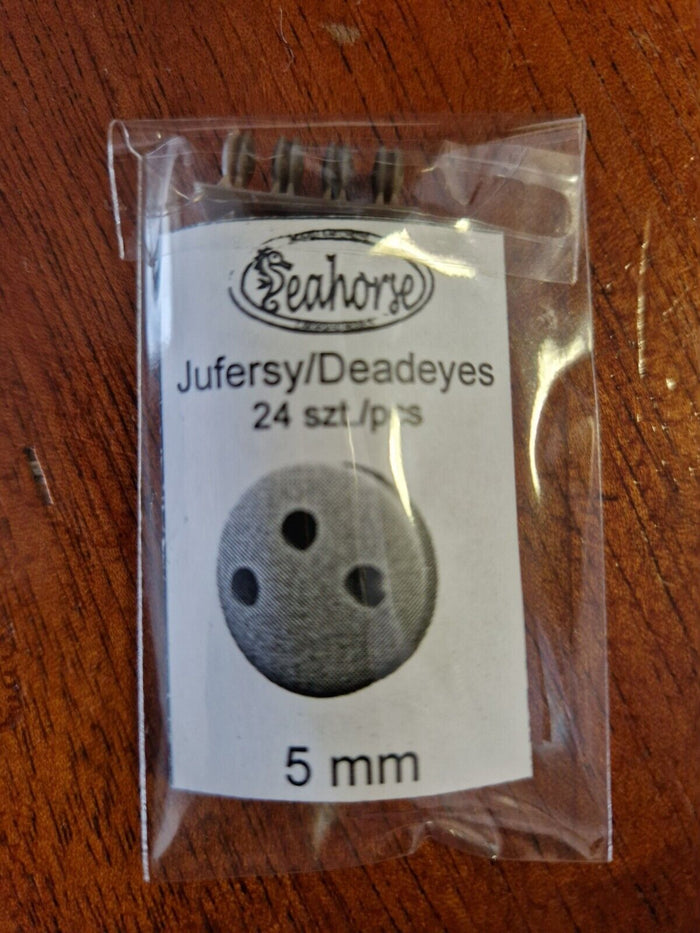 Seahorse
Jufersy/Deadeyes
24 szt./pcs
5 mm